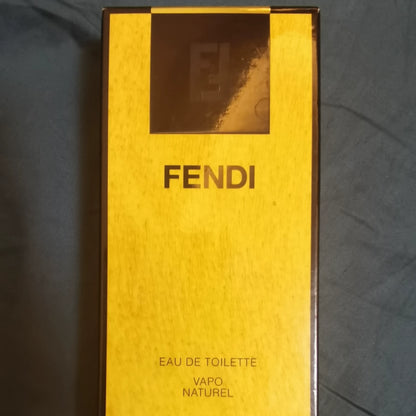 FENDI
EAU DE TOILETTE
VAPO
NATUREL